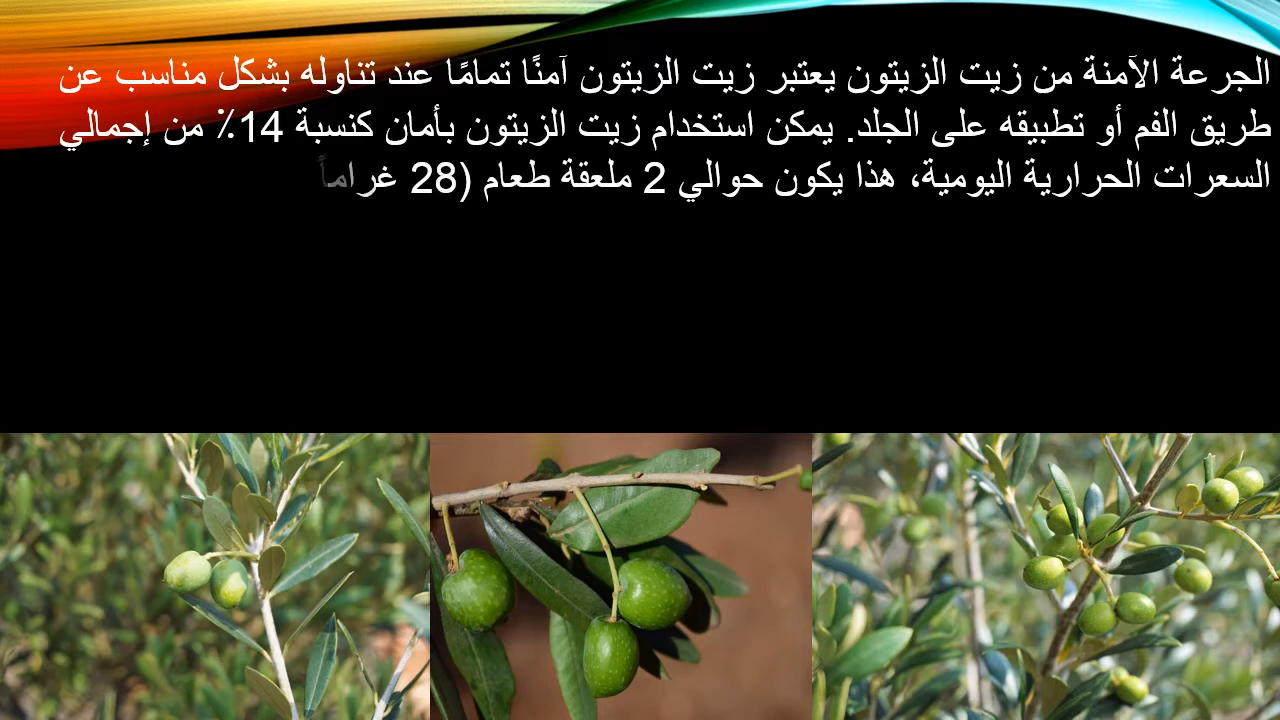 الجرعة الآمنة من زيت الزيتون يعتبر زيت الزيتون آمنًا تمامًا عند تناوله بشكل مناسب عن
طريق الفم أو تطبيقه على الجلد. يمكن استخدام زيت الزيتون بأمان كنسبة 14٪ من إجمالي
السعرات الحرارية اليومية، هذا يكون حوالي 2 ملعقة طعام (28 غراماً